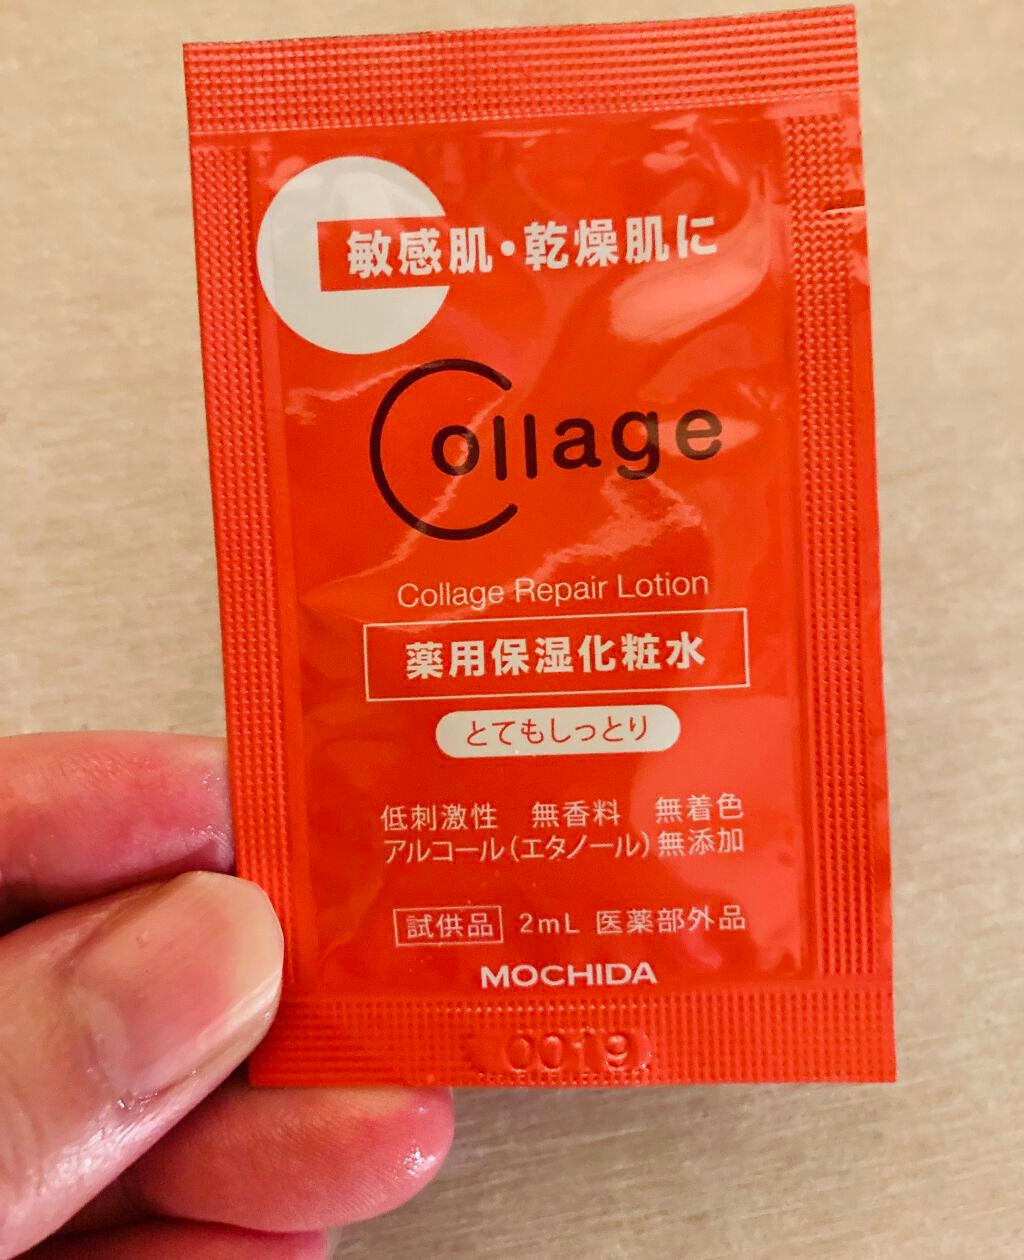 敏感肌・乾燥肌に
Collage
Collage Repair Lotion
薬用保湿化粧水
とてもしっとり
低刺激性 無香料 無着色
アルコール(エタノール)無添加
試供品 2mL 医薬部外品
MOCHIDA
0019